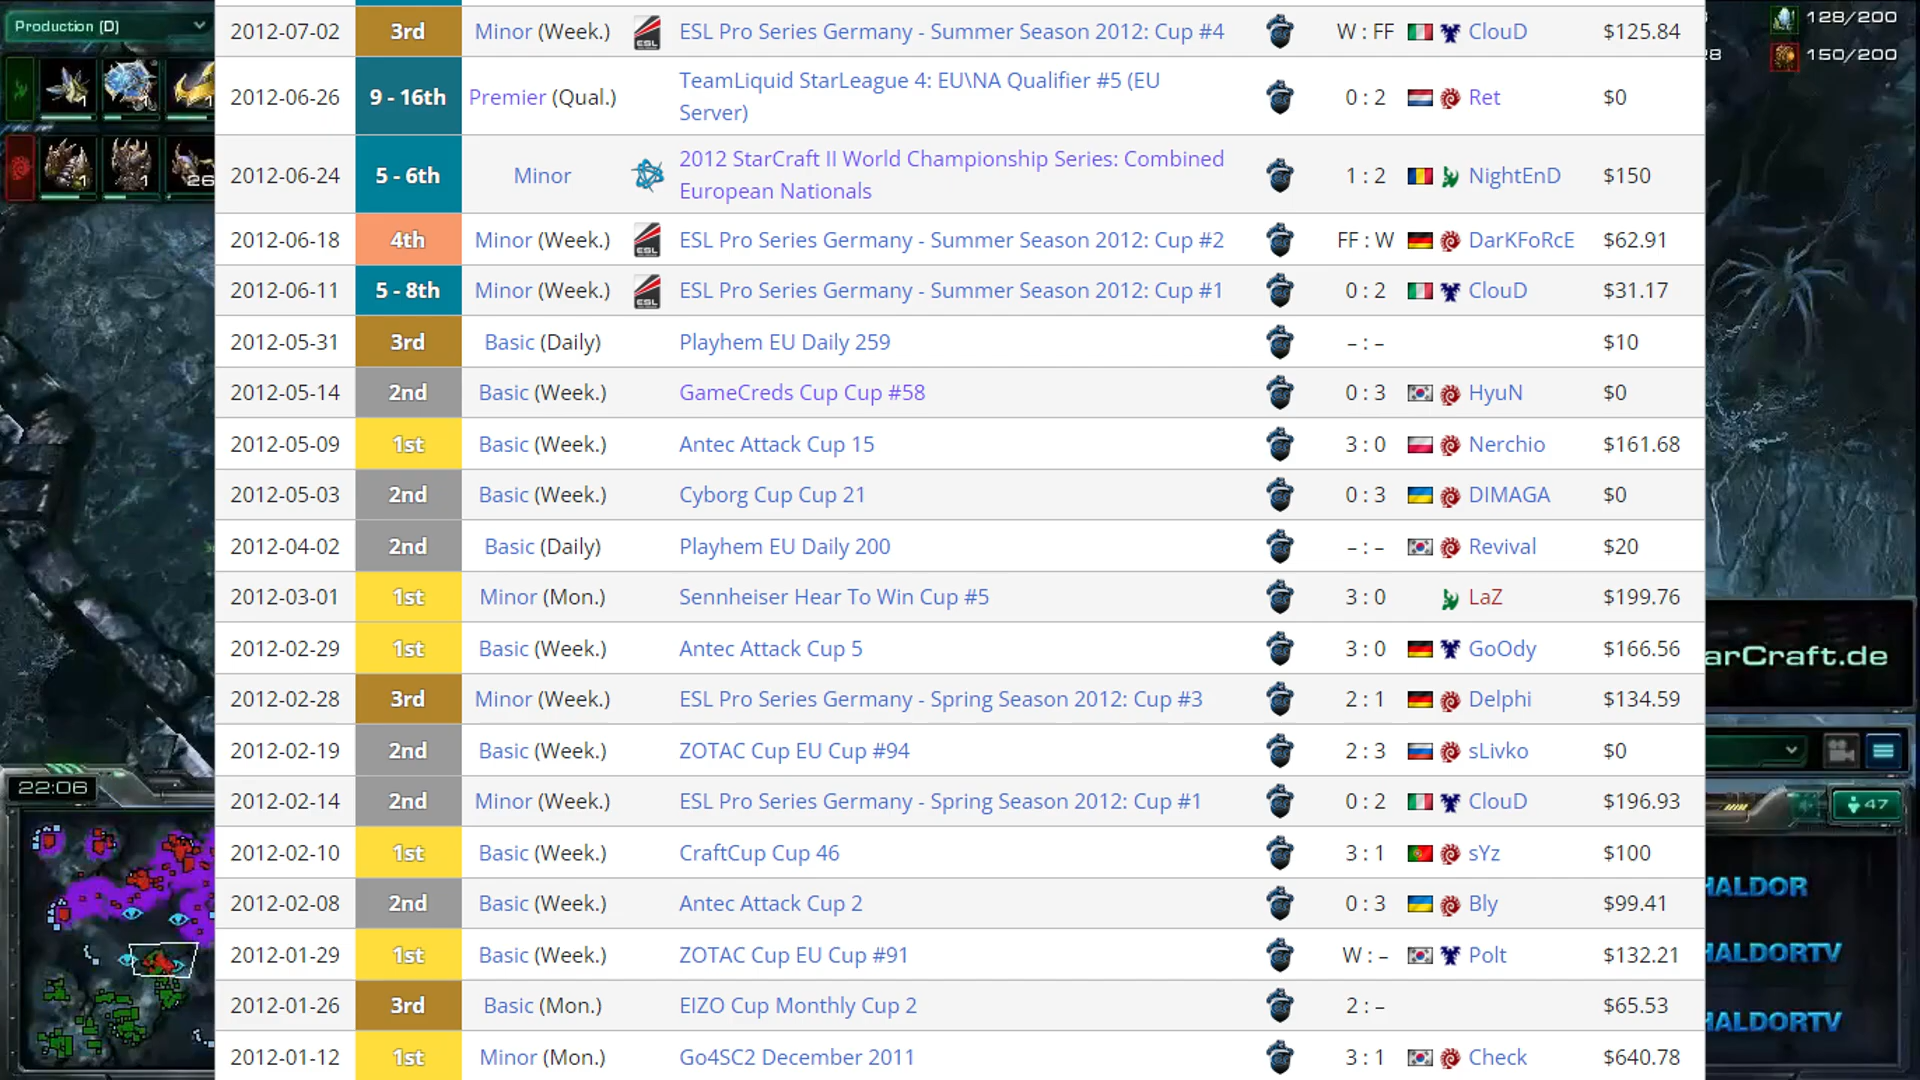 Production (D)
128/200
28
150/200
2012-07-02 3rd Minor (Week.) ESL ESL Pro Series Germany - Summer Season 2012: Cup #4 W : FF ClouD $125.84
2012-06-26 9 - 16th Premier (Qual.) TeamLiquid StarLeague 4: EU\NA Qualifier #5 (EU
Server) 0 : 2 Ret $0
2012-06-24 5 - 6th Minor 2012 StarCraft II World Championship Series: Combined
European Nationals 1 : 2 NightEnD $150
2012-06-18 4th Minor (Week.) ESL ESL Pro Series Germany - Summer Season 2012: Cup #2 FF : W DarKFoRcE $62.91
2012-06-11 5 - 8th Minor (Week.) ESL ESL Pro Series Germany - Summer Season 2012: Cup #1 0 : 2 ClouD $31.17
2012-05-31 3rd Basic (Daily) Playhem EU Daily 259 – : – $10
2012-05-14 2nd Basic (Week.) GameCreds Cup Cup #58 0 : 3 HyuN $0
2012-05-09 1st Basic (Week.) Antec Attack Cup 15 3 : 0 Nerchio $161.68
2012-05-03 2nd Basic (Week.) Cyborg Cup Cup 21 0 : 3 DIMAGA $0
2012-04-02 2nd Basic (Daily) Playhem EU Daily 200 – : – Revival $20
2012-03-01 1st Minor (Mon.) Sennheiser Hear To Win Cup #5 3 : 0 LaZ $199.76
2012-02-29 1st Basic (Week.) Antec Attack Cup 5 3 : 0 GoOdy $166.56
2012-02-28 3rd Minor (Week.) ESL Pro Series Germany - Spring Season 2012: Cup #3 2 : 1 Delphi $134.59
2012-02-19 2nd Basic (Week.) ZOTAC Cup EU Cup #94 2 : 3 sLivko $0
2012-02-14 2nd Minor (Week.) ESL Pro Series Germany - Spring Season 2012: Cup #1 0 : 2 ClouD $196.93
2012-02-10 1st Basic (Week.) CraftCup Cup 46 3 : 1 sYz $100
2012-02-08 2nd Basic (Week.) Antec Attack Cup 2 0 : 3 Bly $99.41
2012-01-29 1st Basic (Week.) ZOTAC Cup EU Cup #91 W : – Polt $132.21
2012-01-26 3rd Basic (Mon.) EIZO Cup Monthly Cup 2 2 : – $65.53
2012-01-12 1st Minor (Mon.) Go4SC2 December 2011 3 : 1 Check $640.78
1 1 1
1 1 26
22:06
arCraft.de
47
HALDOR
HALDORTV
HALDORTV